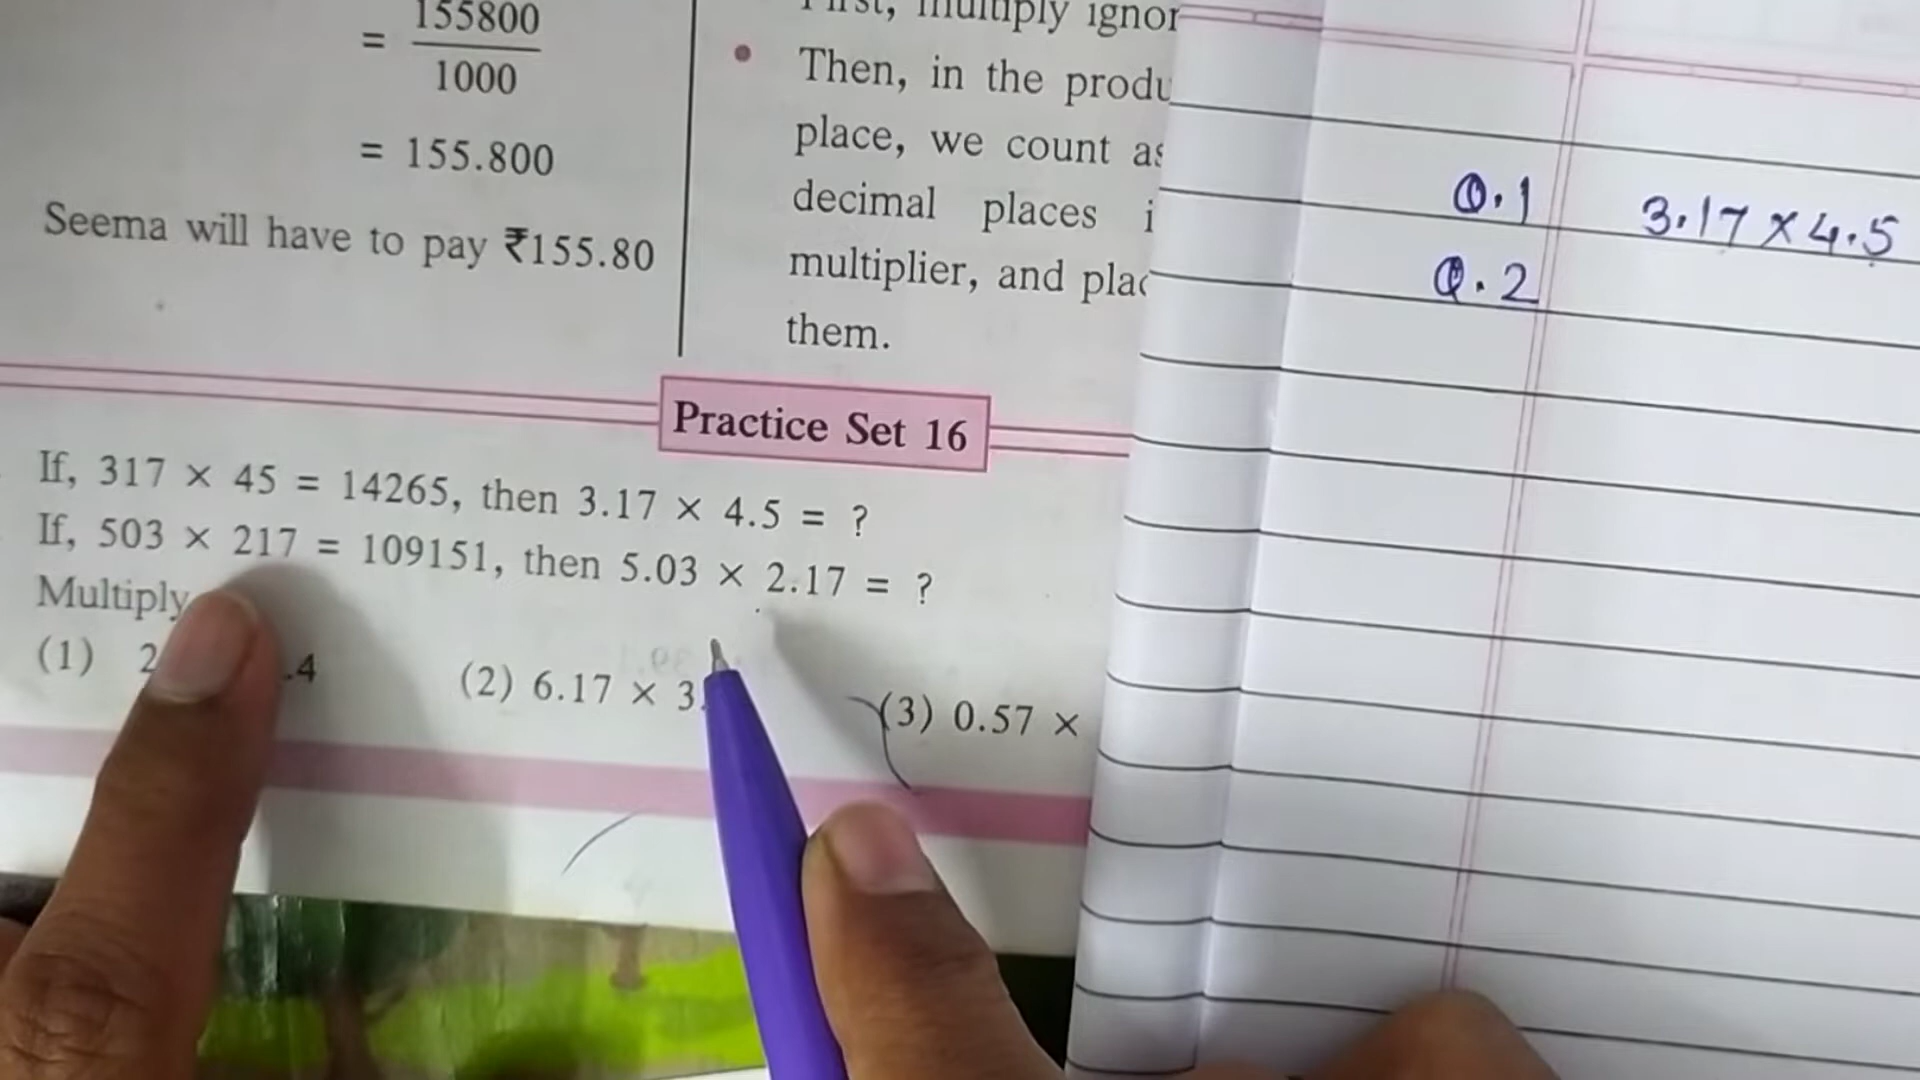 = 155800
1000
= 155.800
Seema will have to pay ₹155.80
First, multiply
• Then, in the
place, we count
decimal places
multiplier, and
them.
Practice Set 16
If, 317 × 45 = 14265, then 3.17 × 4.5 = ?
If, 503 × 217 = 109151, then 5.03 × 2.17 = ?
Multiply
(1) 2 .4 (2) 6.17 × 3. (3) 0.57 ×
Q.1 3.17 × 4.5
Q.2